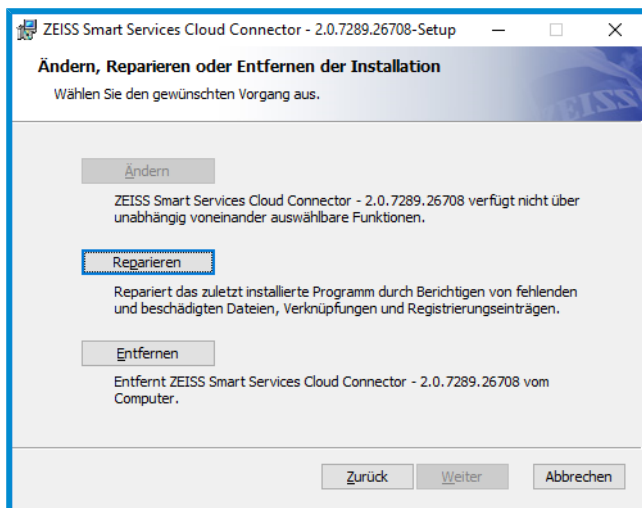 ZEISS Smart Services Cloud Connector - 2.0.7289.26708-Setup
Ändern, Reparieren oder Entfernen der Installation
Wählen Sie den gewünschten Vorgang aus.
ZEISS
Ändern
ZEISS Smart Services Cloud Connector - 2.0.7289.26708 verfügt nicht über
unabhängig voneinander auswählbare Funktionen.
Reparieren
Repariert das zuletzt installierte Programm durch Berichtigen von fehlenden
und beschädigten Dateien, Verknüpfungen und Registrierungseinträgen.
Entfernen
Entfernt ZEISS Smart Services Cloud Connector - 2.0.7289.26708 vom
Computer.
Zurück Weiter Abbrechen